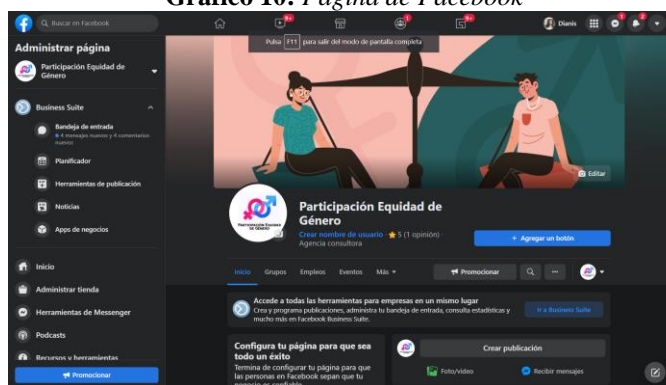 Gráfico 10: Página de Facebook
Buscar en Facebook
9+
9+
Dianis
Pulsa F11 para salir del modo de pantalla completa
Administrar página
Participación Equidad de
Género
Business Suite
Bandeja de entrada
6 4 mensajes nuevos y 4 comentarios
nuevos
Planificador
Herramientas de publicación
Noticias
Apps de negocios
Inicio
Administrar tienda
Herramientas de Messenger
Podcasts
Recursos y herramientas
Promocionar
Editar
Participación Equidad de
Género
Crear nombre de usuario · 5 (1 opinión) ·
Agencia consultora
+ Agregar un botón
Inicio
Grupos
Empleos
Eventos
Más
Promocionar
Accede a todas las herramientas para empresas en un mismo lugar
Crea y programa publicaciones, administra tu bandeja de entrada, consulta estadísticas y
mucho más en Facebook Business Suite.
Ir a Business Suite
Configura tu página para que sea
todo un éxito
Termina de configurar tu página para que
las personas en Facebook sepan que tu
negocio es confiable.
Crear publicación
Foto/video
Recibir mensajes